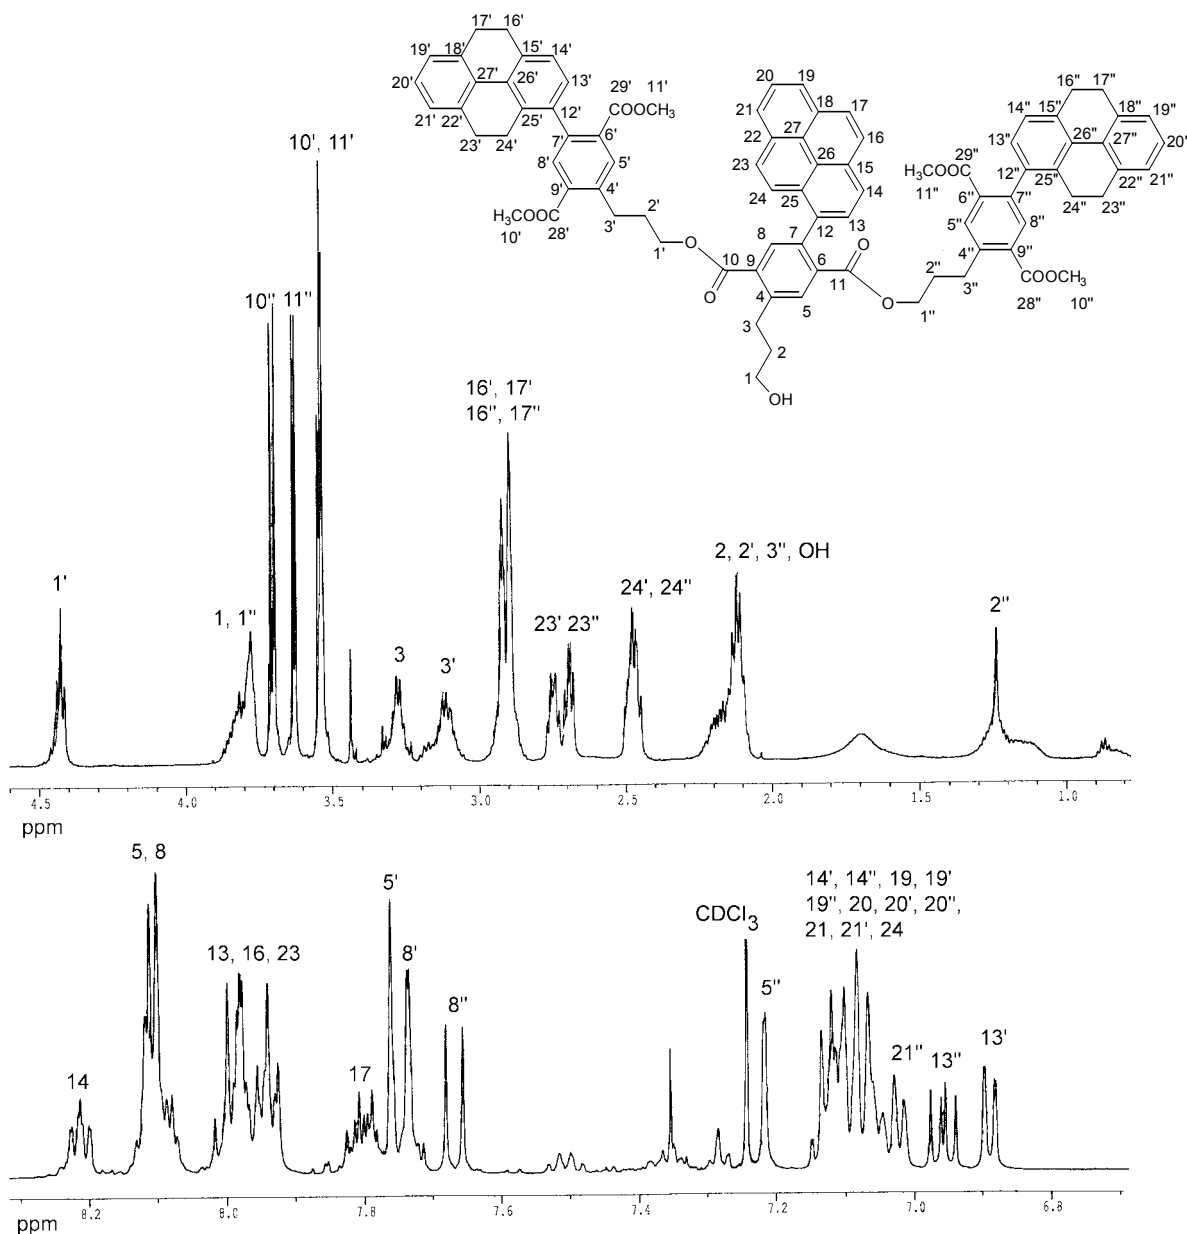 17' 16'
19' 18' 15' 14'
20' 27' 26' 13'
21' 22' 25' 12'
23' 24'
29' 11'
COOCH3
7' 6'
8' 5'
9' 4'
H3COOC
10' 28' 3'
2'
1'
O
20 19
21 18 17
22 27 16
23 26 15
24 25 14
12 13
8 7
10 9 6 11
O O
4 5
O
3
2
1
OH
16" 17"
14" 15" 18" 19"
13" 26" 27" 20'
12" 25" 22" 21"
24" 23"
29"
H3COOC
11" 6" 7"
5" 8"
4" 9"
2" 3"
COOCH3
28" 10"
O
1"
10', 11'
10" 11"
16', 17'
16", 17"
2, 2', 3", OH
1'
1, 1"
3
3'
23' 23"
24', 24"
2"
4.5 4.0 3.5 3.0 2.5 2.0 1.5 1.0
ppm
5, 8
5'
14', 14", 19, 19'
19", 20, 20', 20",
21, 21', 24
CDCl3
13, 16, 23
8'
8"
5"
14
17
21"
13"
13'
8.2 8.0 7.8 7.6 7.4 7.2 7.0 6.8
ppm